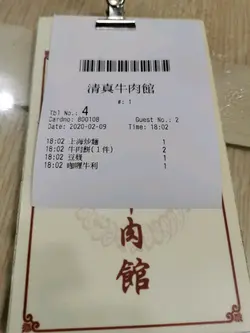 清真牛肉館
#: 1
Tbl No.: 4
Cardno: 800108 Guest No.: 2
Date: 2020-02-09 Time: 18:02
18:02 上海炒麵 1
18:02 牛肉餅(1件) 2
18:02 豆漿 1
18:02 咖喱牛利 1
肉
館